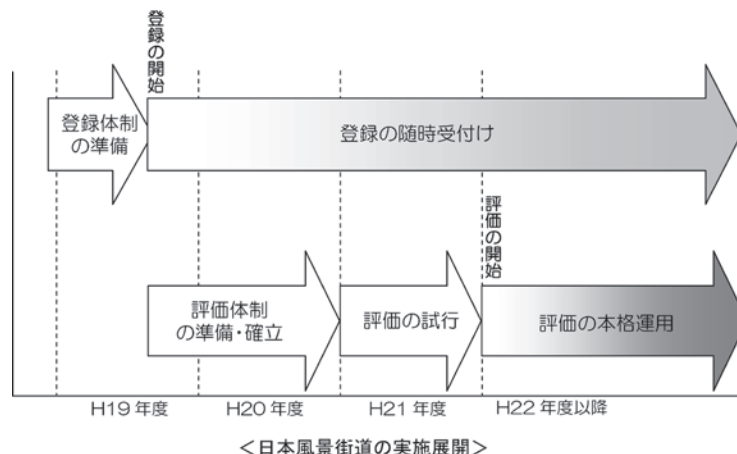 登録の開始
登録体制
の準備
登録の随時受付け
評価の開始
評価体制
の準備・確立
評価の試行
評価の本格運用
H19 年度
H20 年度
H21 年度
H22 年度以降
＜日本風景街道の実施展開＞